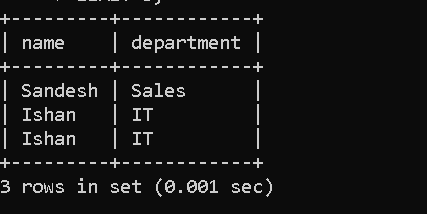 +---------+------------+
| name    | department |
+---------+------------+
| Sandesh | Sales      |
| Ishan   | IT         |
| Ishan   | IT         |
+---------+------------+
3 rows in set (0.001 sec)